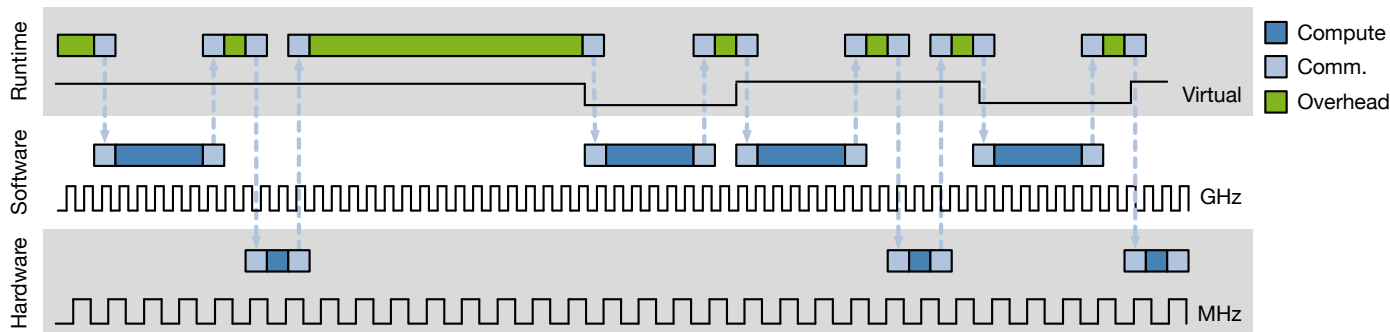 Runtime
Virtual
Software
GHz
Hardware
MHz
Compute
Comm.
Overhead